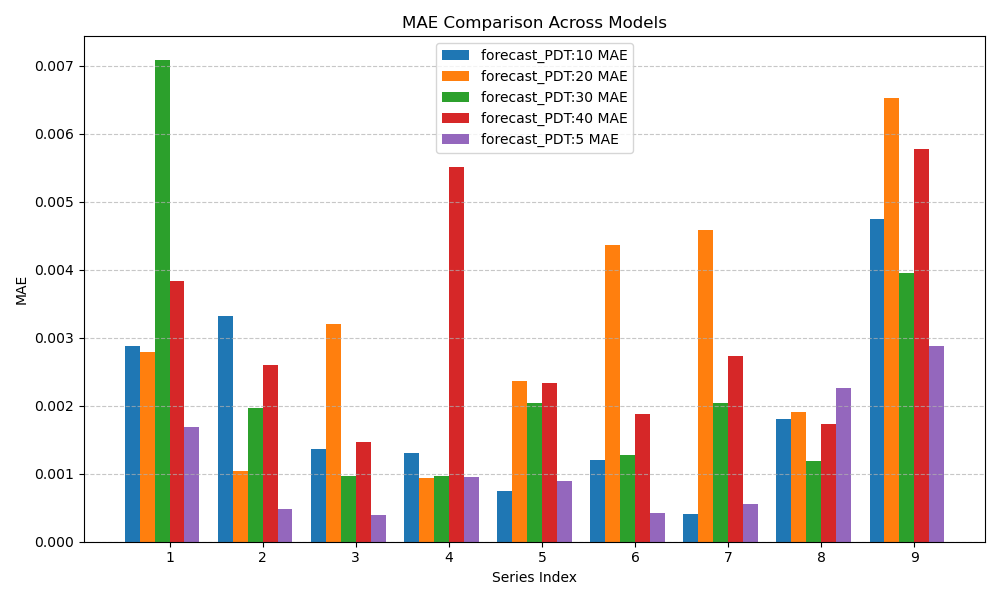 MAE Comparison Across Models
forecast_PDT:10 MAE
forecast_PDT:20 MAE
forecast_PDT:30 MAE
forecast_PDT:40 MAE
forecast_PDT:5 MAE
MAE
0.007
0.006
0.005
0.004
0.003
0.002
0.001
0.000
1 2 3 4 5 6 7 8 9
Series Index